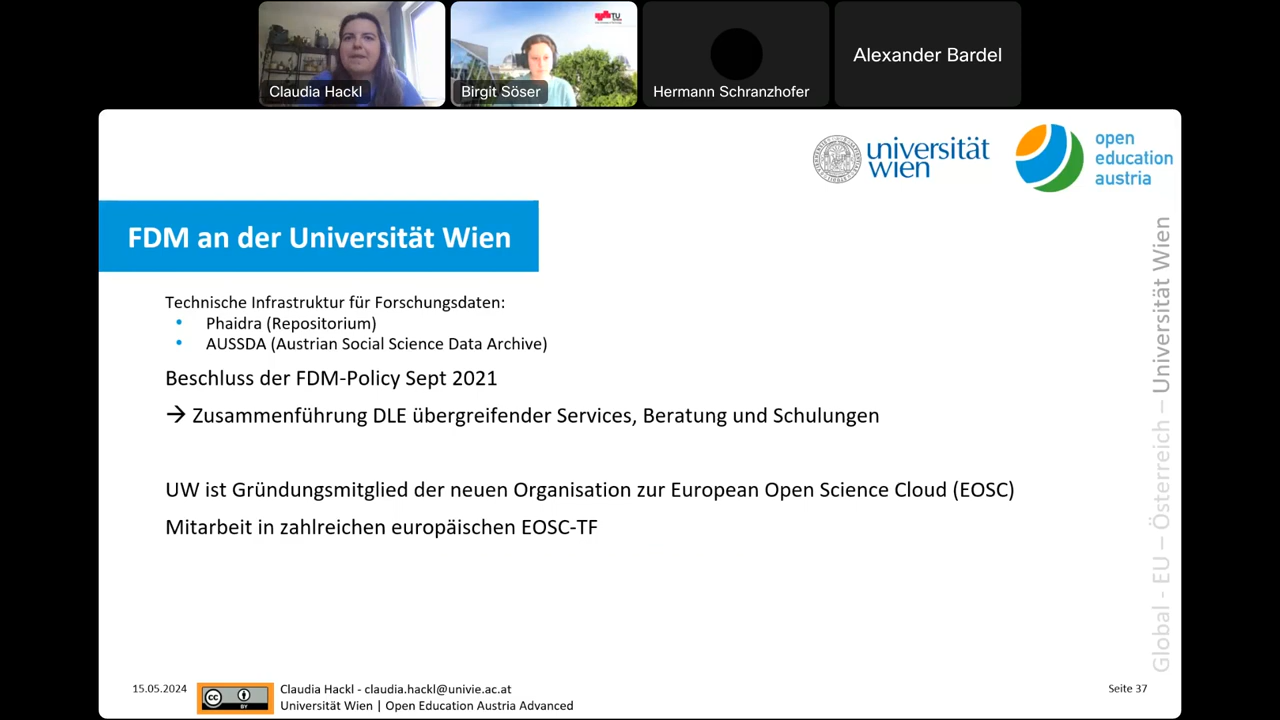 Claudia Hackl
Birgit Söser
Hermann Schranzhofer
Alexander Bardel
TU
universität
wien
open
education
austria
FDM an der Universität Wien
Technische Infrastruktur für Forschungsdaten:
• Phaidra (Repositorium)
• AUSSDA (Austrian Social Science Data Archive)
Beschluss der FDM-Policy Sept 2021
→ Zusammenführung DLE übergreifender Services, Beratung und Schulungen
UW ist Gründungsmitglied der neuen Organisation zur European Open Science Cloud (EOSC)
Mitarbeit in zahlreichen europäischen EOSC-TF
Global - EU – Österreich – Universität Wien
15.05.2024
cc
BY
Claudia Hackl - claudia.hackl@univie.ac.at
Universität Wien | Open Education Austria Advanced
Seite 37